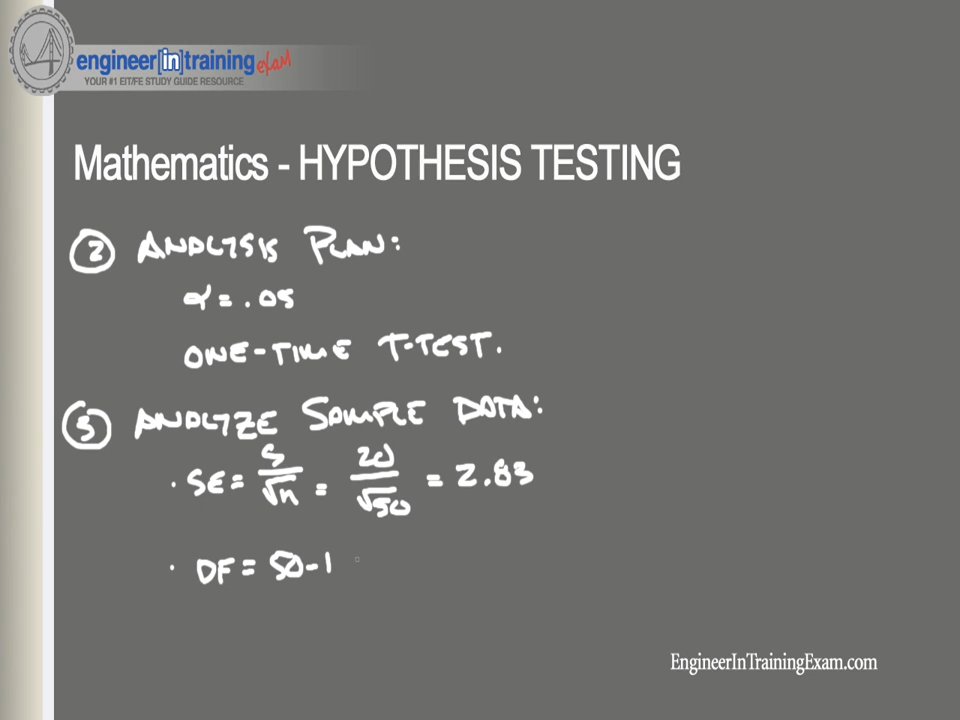 engineer[in]training exam
YOUR #1 EIT/FE STUDY GUIDE RESOURCE
Mathematics - HYPOTHESIS TESTING
② ANALYSIS PLAN:
α = .05
ONE-TIME T-TEST.
③ ANALYZE SAMPLE DATA:
· SE = S/√n = 20/√50 = 2.83
· DF = 50-1
EngineerInTrainingExam.com